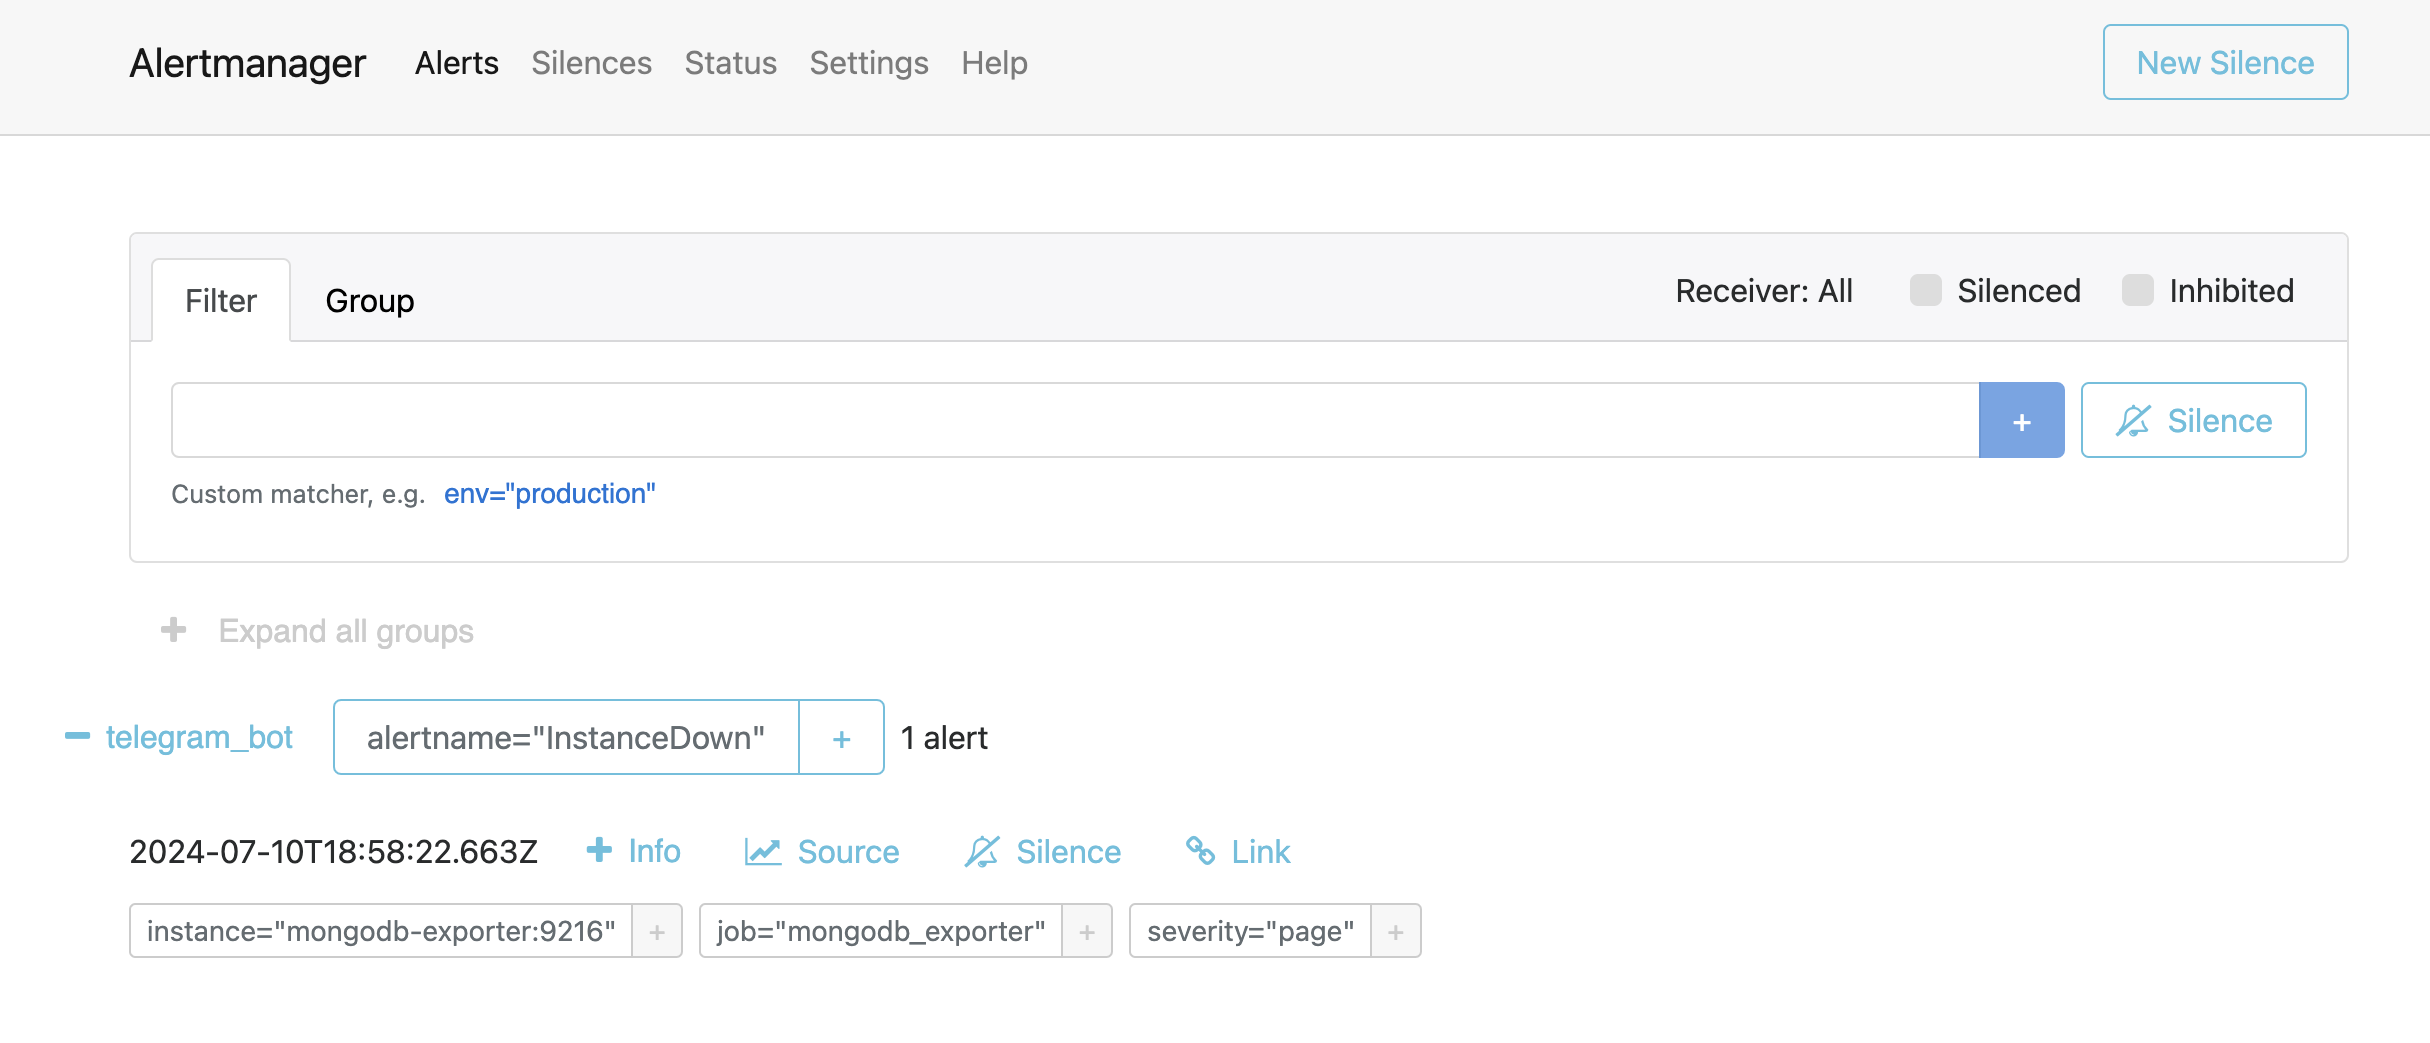 Alertmanager Alerts Silences Status Settings Help New Silence
Filter Group Receiver: All Silenced Inhibited
+ Silence
Custom matcher, e.g. env="production"
+ Expand all groups
− telegram_bot alertname="InstanceDown" + 1 alert
2024-07-10T18:58:22.663Z + Info Source Silence Link
instance="mongodb-exporter:9216" + job="mongodb_exporter" + severity="page" +